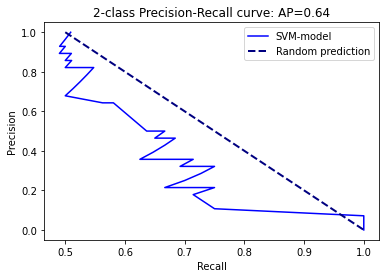 2-class Precision-Recall curve: AP=0.64
SVM-model
Random prediction
1.0
0.8
0.6
0.4
0.2
0.0
Precision
0.5
0.6
0.7
0.8
0.9
1.0
Recall